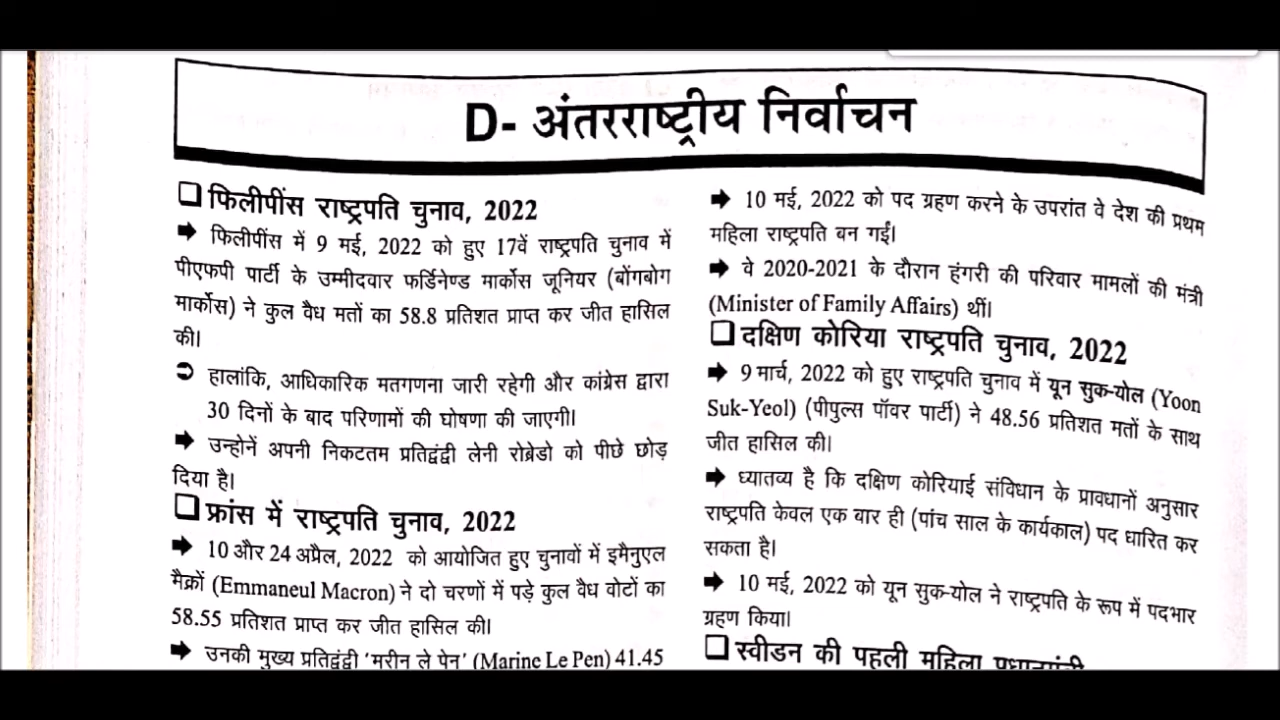 D- अंतरराष्ट्रीय निर्वाचन
❑ फिलीपींस राष्ट्रपति चुनाव, 2022
➡ फिलीपींस में 9 मई, 2022 को हुए 17वें राष्ट्रपति चुनाव में
पीएफपी पार्टी के उम्मीदवार फर्डिनेण्ड मार्कोस जूनियर (बोंगबोग
मार्कोस) ने कुल वैध मतों का 58.8 प्रतिशत प्राप्त कर जीत हासिल
की।
➲ हालांकि, आधिकारिक मतगणना जारी रहेगी और कांग्रेस द्वारा
30 दिनों के बाद परिणामों की घोषणा की जाएगी।
➡ उन्होनें अपनी निकटतम प्रतिद्वंद्वी लेनी रोब्रेडो को पीछे छोड़
दिया है।
❑ फ्रांस में राष्ट्रपति चुनाव, 2022
➡ 10 और 24 अप्रैल, 2022 को आयोजित हुए चुनावों में इमैनुएल
मैक्रों (Emmaneul Macron) ने दो चरणों में पड़े कुल वैध वोटों का
58.55 प्रतिशत प्राप्त कर जीत हासिल की।
➡ उनकी मुख्य प्रतिद्वंद्वी 'मरीन ले पेन' (Marine Le Pen) 41.45
➡ 10 मई, 2022 को पद ग्रहण करने के उपरांत वे देश की प्रथम
महिला राष्ट्रपति बन गईं।
➡ वे 2020-2021 के दौरान हंगरी की परिवार मामलों की मंत्री
(Minister of Family Affairs) थीं।
❑ दक्षिण कोरिया राष्ट्रपति चुनाव, 2022
➡ 9 मार्च, 2022 को हुए राष्ट्रपति चुनाव में यून सुक-योल (Yoon
Suk-Yeol) (पीपुल्स पॉवर पार्टी) ने 48.56 प्रतिशत मतों के साथ
जीत हासिल की।
➡ ध्यातव्य है कि दक्षिण कोरियाई संविधान के प्रावधानों अनुसार
राष्ट्रपति केवल एक बार ही (पांच साल के कार्यकाल) पद धारित कर
सकता है।
➡ 10 मई, 2022 को यून सुक-योल ने राष्ट्रपति के रूप में पदभार
ग्रहण किया।
❑ स्वीडन की पहली महिला प्रधानमंत्री